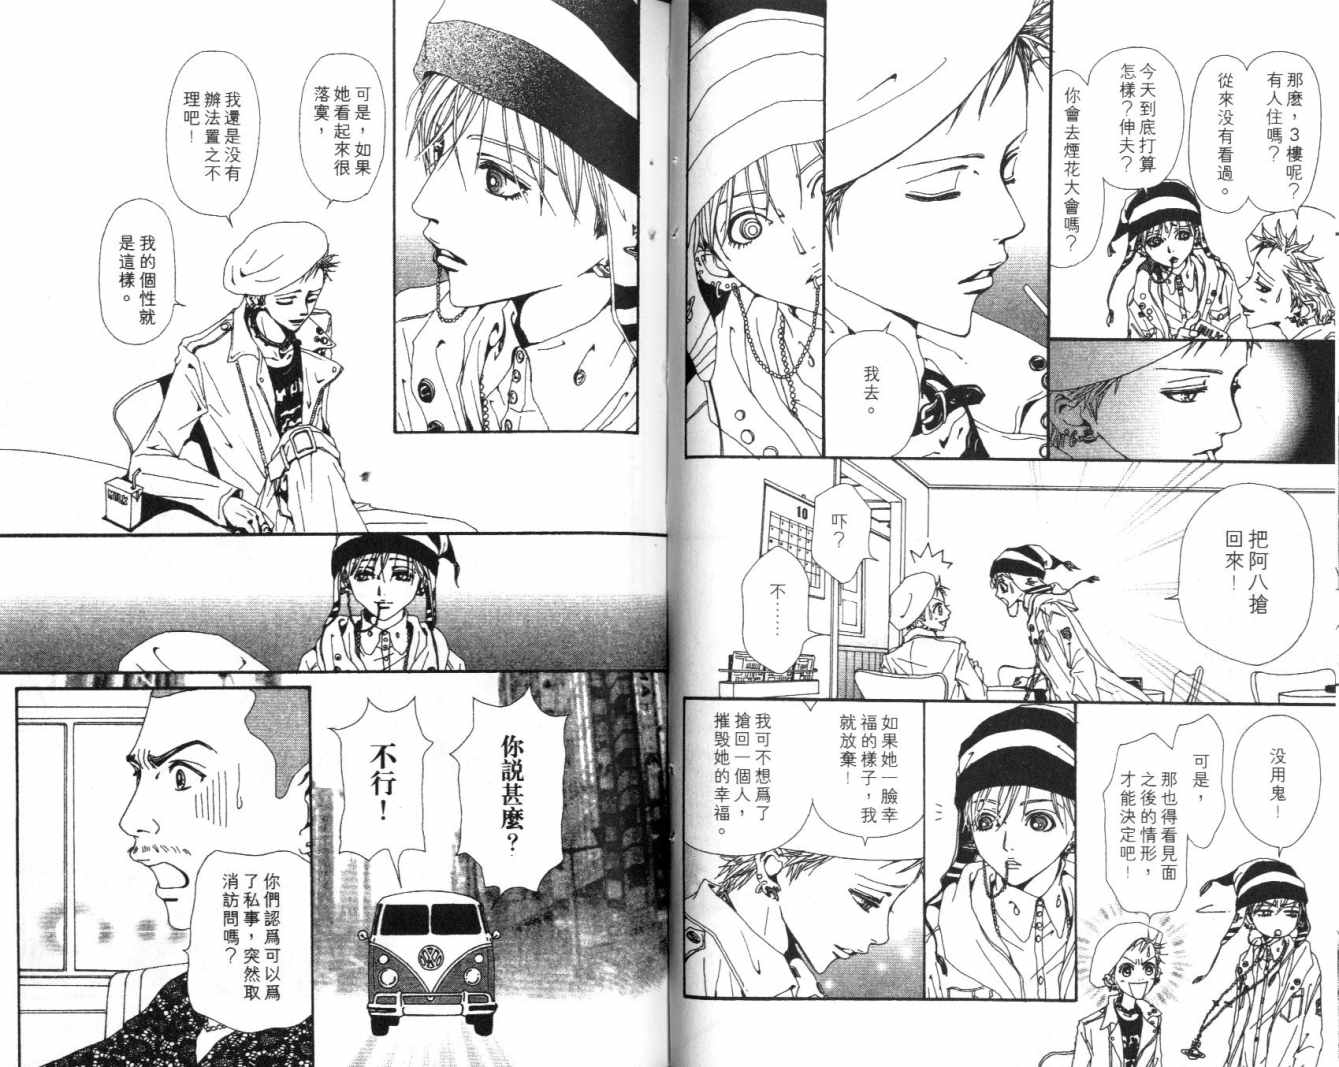 那麼，3樓呢？
有人住嗎？
從來沒有看過。
今天到底打算
怎樣？伸夫？
你會去煙花大會嗎？
我去。
把阿八搶
回來！
吓？
不……
10
没用鬼！
可是，
那也得看見面
之後的情形，
才能決定吧！
如果她一臉幸
福的樣子，我
就放棄！
我可不想爲了
搶回一個人，
摧毀她的幸福。
可是，如果
她看起來很
落寞，
我還是没有
辦法置之不
理吧！
我的個性就
是這樣。
MILK
你說甚麼？
不行！
你們認爲可以爲
了私事，突然取
消訪問嗎？